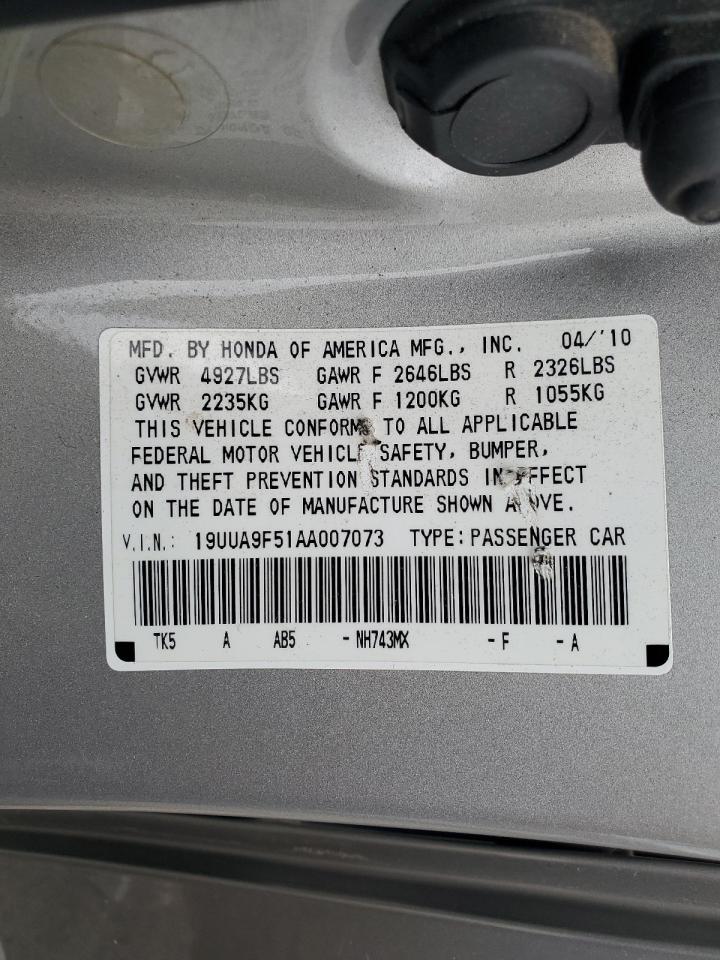 MFD. BY HONDA OF AMERICA MFG., INC. 04/'10
GVWR 4927LBS GAWR F 2646LBS R 2326LBS
GVWR 2235KG GAWR F 1200KG R 1055KG
THIS VEHICLE CONFORMS TO ALL APPLICABLE
FEDERAL MOTOR VEHICLE SAFETY, BUMPER,
AND THEFT PREVENTION STANDARDS IN EFFECT
ON THE DATE OF MANUFACTURE SHOWN ABOVE.
V.I.N.: 19UUA9F51AA007073 TYPE: PASSENGER CAR
TK5 A AB5 - NH743MX - F - A